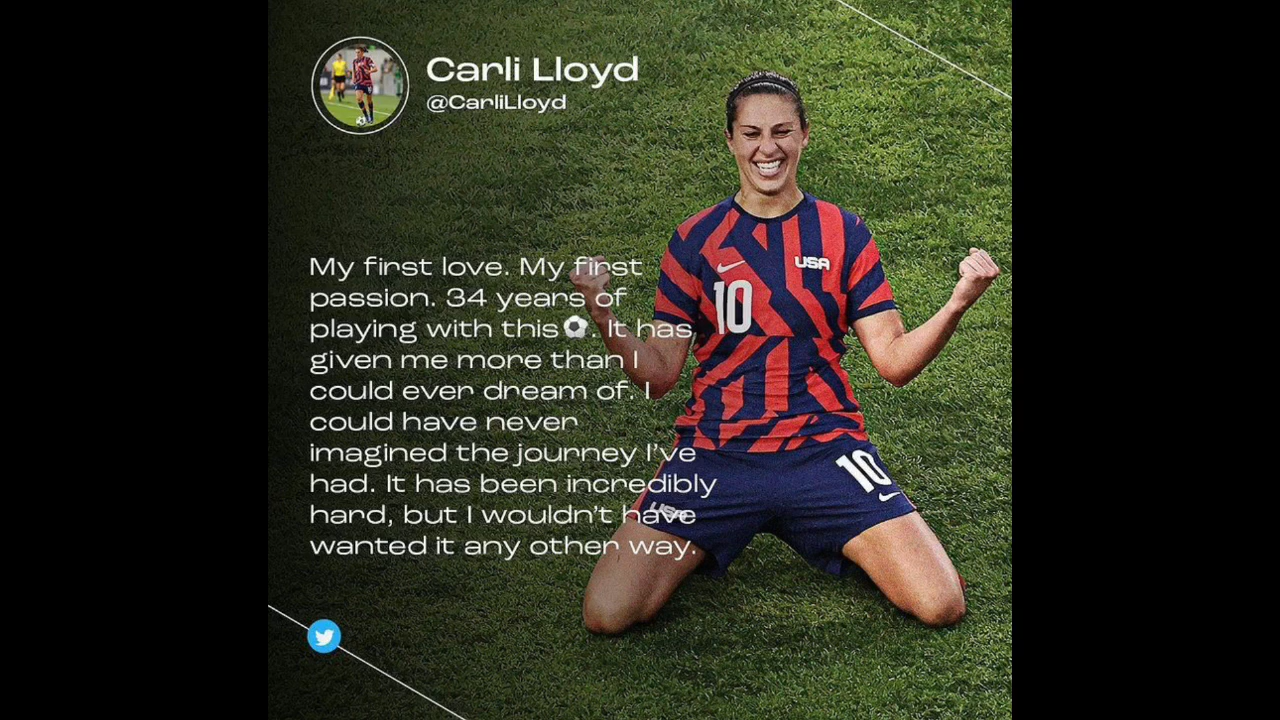 Carli Lloyd
@CarliLloyd
My first love. My first
passion. 34 years of
playing with this⚽. It has
given me more than I
could ever dream of. I
could have never
imagined the journey I've
had. It has been incredibly
hard, but I wouldn't have
wanted it any other way.
USA
10
10
USA